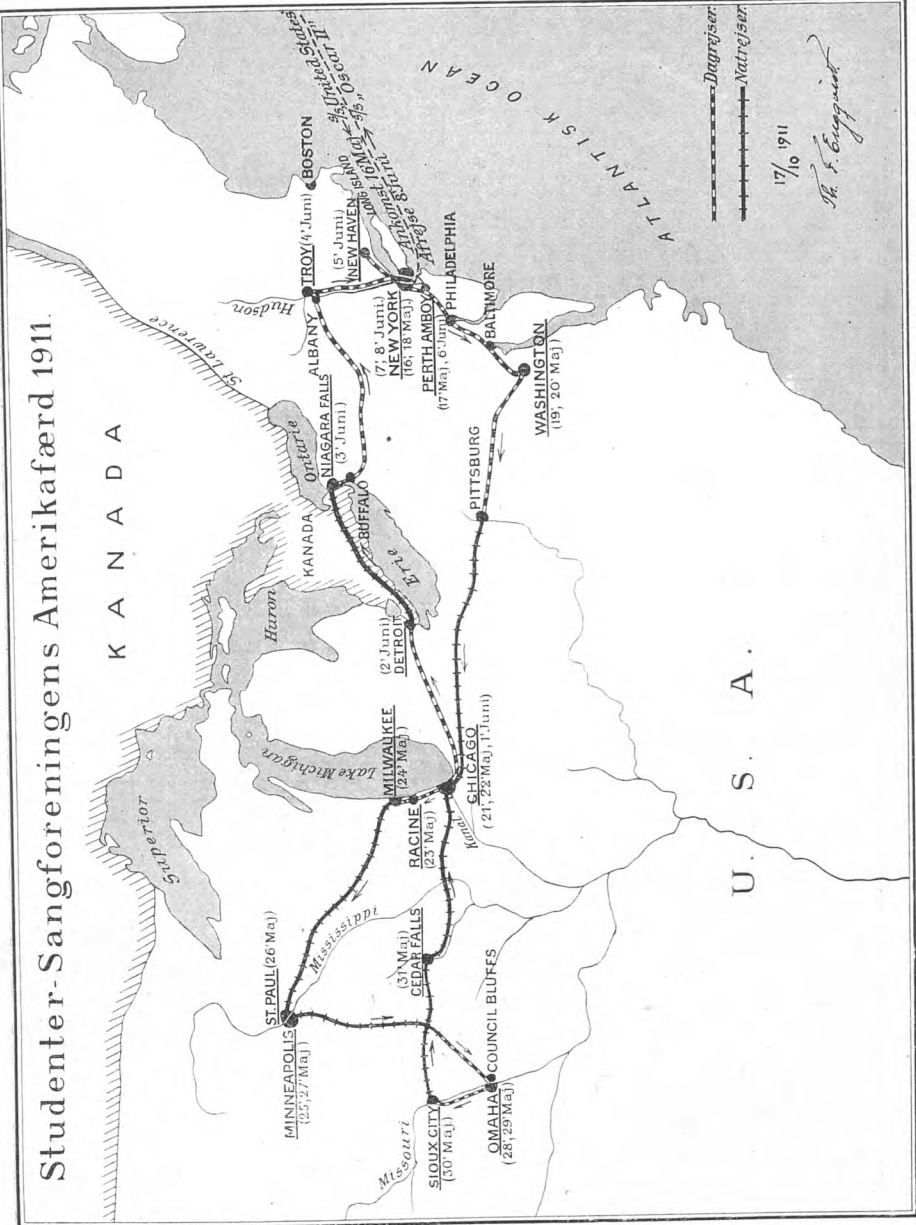 Studenter-Sangforeningens Amerikafærd 1911.
KANADA
Superior
Huron
Lake Michigan
Ontario
Erie
KANADA
St Lawrence
Hudson
Mississipi
Missouri
Kanal
ST. PAUL (26' Maj)
MINNEAPOLIS
(25', 27' Maj)
SIOUX CITY
(30' Maj.)
OMAHA
(28', 29' Maj)
COUNCIL BLUFFS
(31' Maj)
CEDAR FALLS
MILWAUKEE
(24' Maj)
RACINE
(23' Maj)
CHICAGO
(21', 22' Maj, 1' Juni)
(2' Juni)
DETROIT
NIAGARA FALLS
(3' Juni)
BUFFALO
ALBANY
TROY (4' Juni)
BOSTON
(5' Juni)
NEW HAVEN
LONG ISLAND
Ankomst 16' Maj S/S "United States"
Afrejse 8' Juni S/S "Oscar II"
(7', 8' Juni.)
NEW YORK
(16', 18' Maj.)
PERTH AMBOY
(17' Maj, 6' Juni)
PHILADELPHIA
BALTIMORE
WASHINGTON
(19', 20' Maj)
PITTSBURG
U. S. A.
ATLANTISK OCEAN
Dagrejser.
Natrejser.
17/10 1911